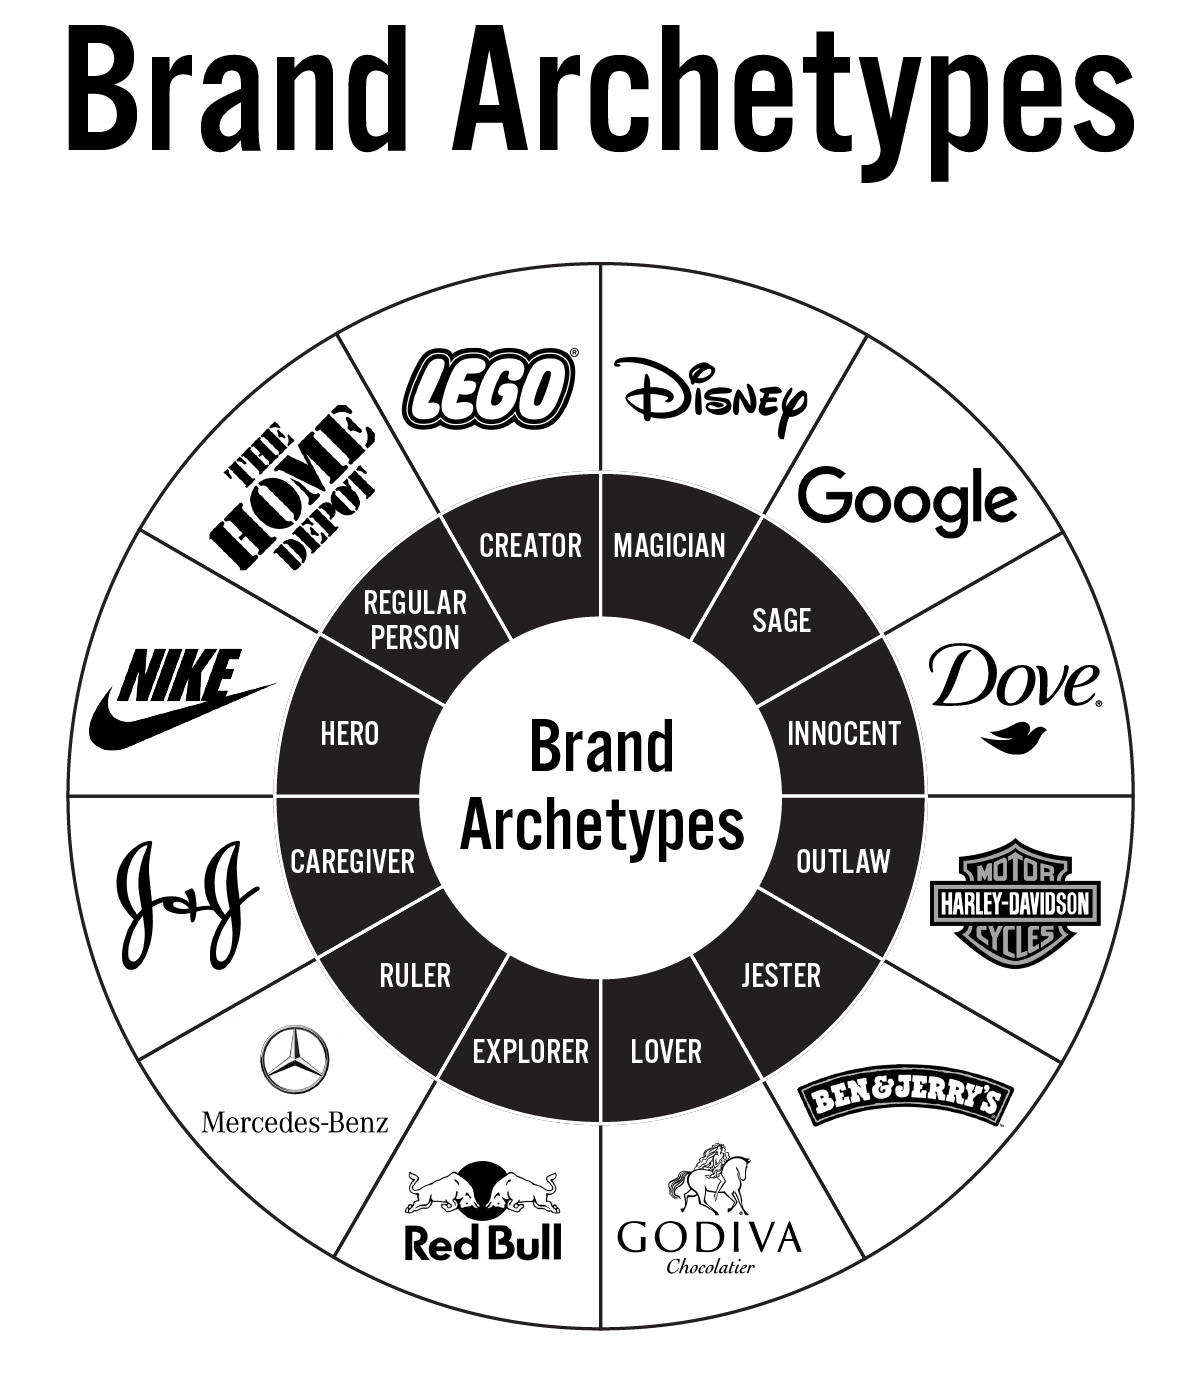 Brand Archetypes
LEGO®
DISNEY
THE
HOME
DEPOT
Google
CREATOR
MAGICIAN
REGULAR
PERSON
SAGE
NIKE
Dove®
HERO
INNOCENT
Brand
Archetypes
CAREGIVER
OUTLAW
J&J
MOTOR
HARLEY-DAVIDSON
CYCLES
RULER
JESTER
EXPLORER
LOVER
Mercedes-Benz
BEN & JERRY'S
Red Bull
GODIVA
Chocolatier